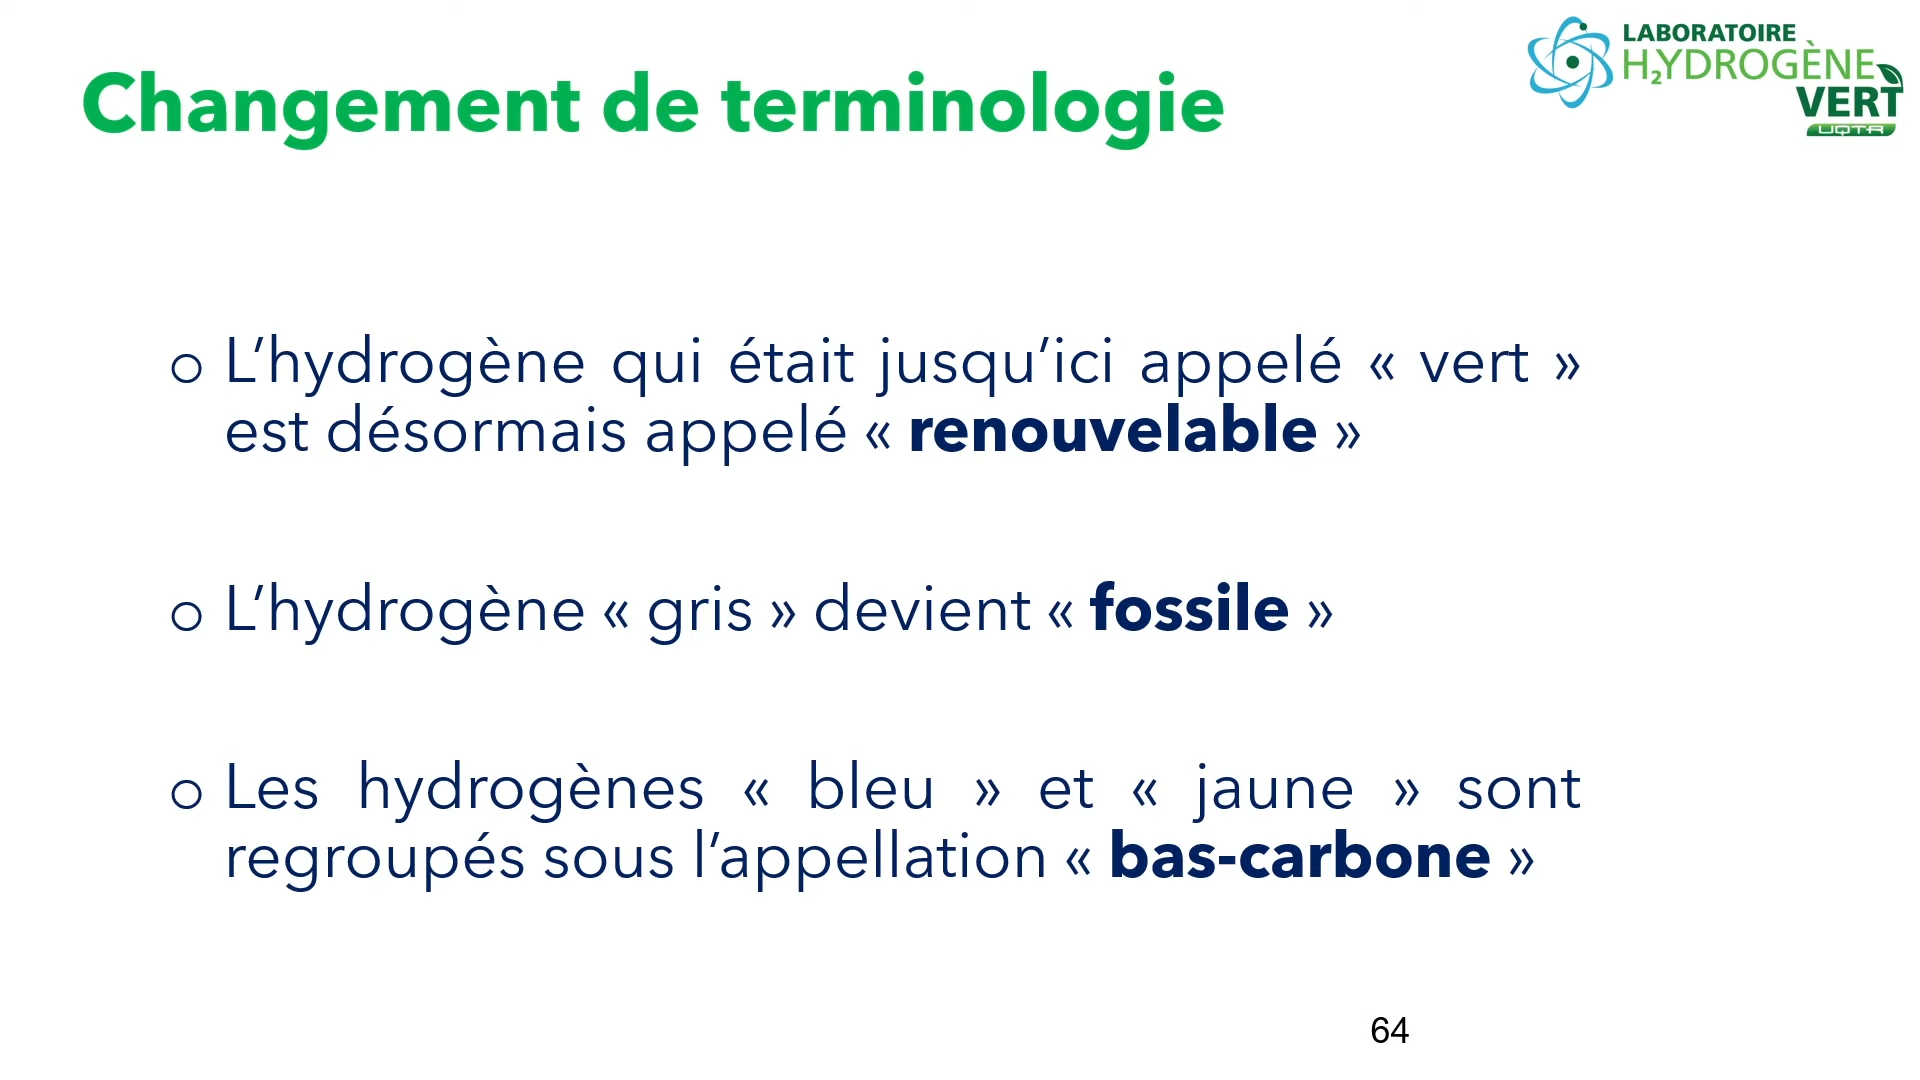 Changement de terminologie
LABORATOIRE
H₂YDROGÈNE
VERT
UQTR
o L’hydrogène qui était jusqu’ici appelé « vert »
est désormais appelé « renouvelable »
o L’hydrogène « gris » devient « fossile »
o Les hydrogènes « bleu » et « jaune » sont
regroupés sous l’appellation « bas-carbone »
64